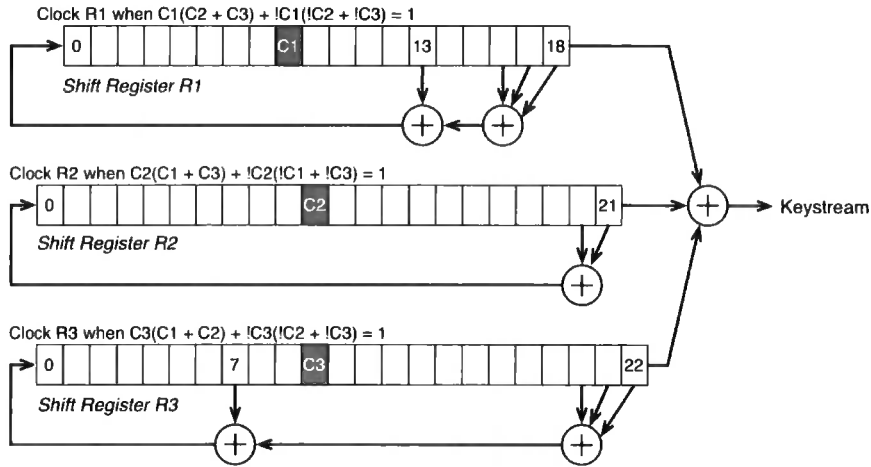 Clock R1 when C1(C2 + C3) + !C1(!C2 + !C3) = 1
0 C1 13 18
Shift Register R1
+ +
Clock R2 when C2(C1 + C3) + !C2(!C1 + !C3) = 1
0 C2 21 + Keystream
Shift Register R2
+
Clock R3 when C3(C1 + C2) + !C3(!C2 + !C3) = 1
0 7 C3 22
Shift Register R3
+ +